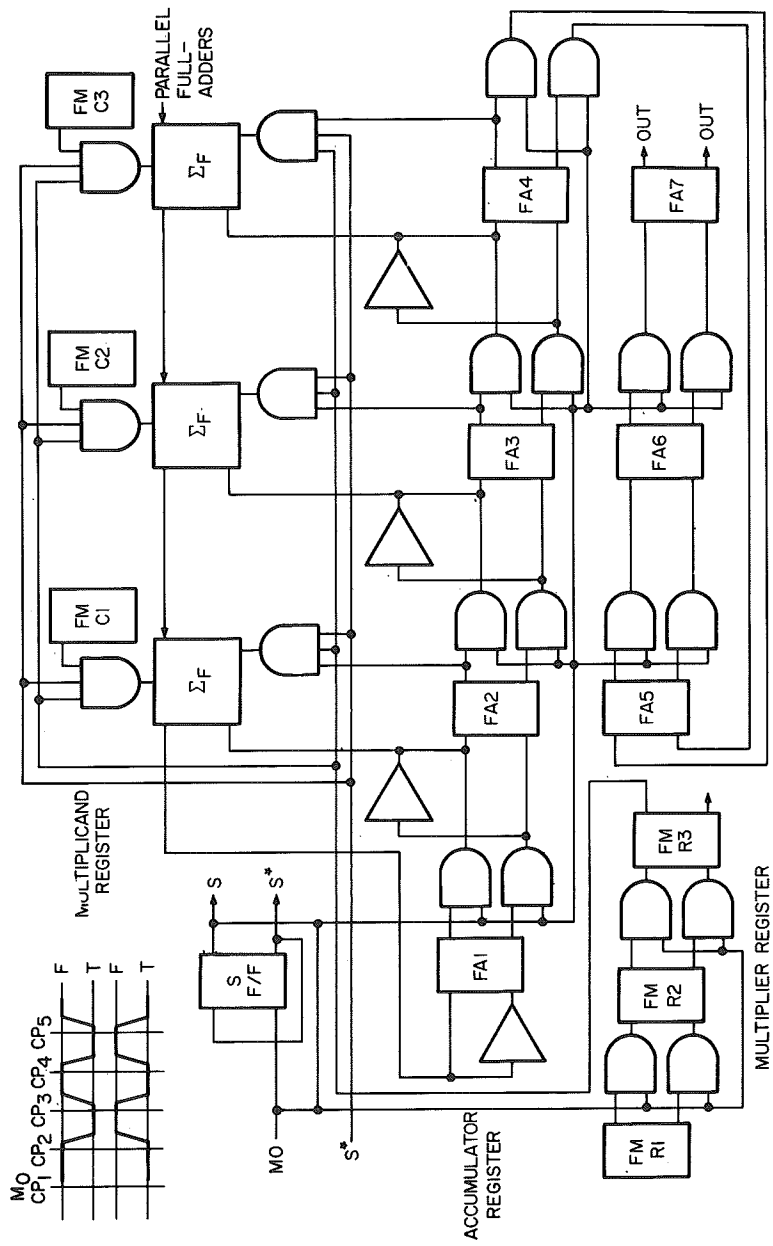 M0
CP1 CP2 CP3 CP4 CP5
F
T
F
T
MULTIPLICAND
REGISTER
FM
C1
FM
C2
FM
C3
ΣF
ΣF
ΣF
PARALLEL
FULL-
ADDERS
S
F/F
S
S*
MO
S*
ACCUMULATOR
REGISTER
FA1
FA2
FA3
FA4
FA5
FA6
FA7
OUT
OUT
FM
R1
FM
R2
FM
R3
MULTIPLIER REGISTER